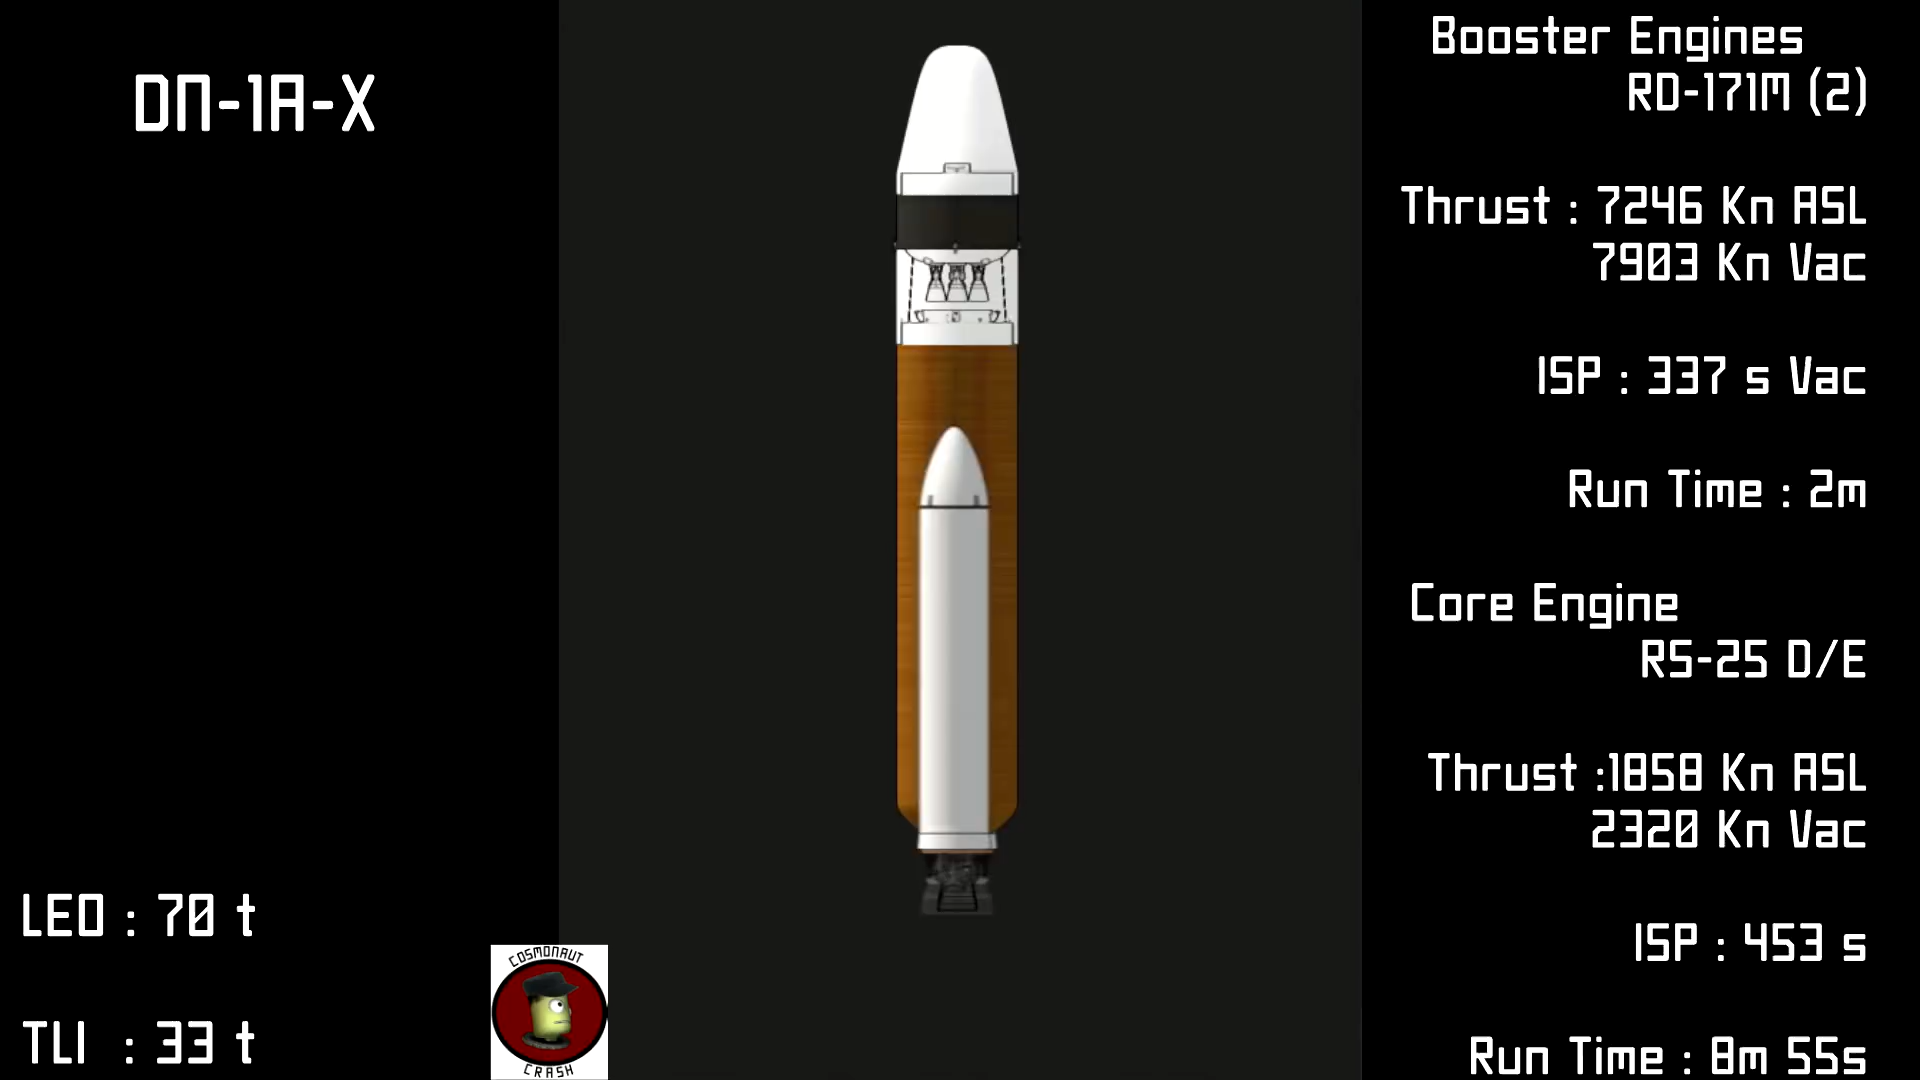 DN-1A-X
LEO : 70 t
TLI : 33 t
COSMONAUT
CRASH
Booster Engines
RD-171M (2)
Thrust : 7246 Kn ASL
7903 Kn Vac
ISP : 337 s Vac
Run Time : 2m
Core Engine
RS-25 D/E
Thrust :1858 Kn ASL
2320 Kn Vac
ISP : 453 s
Run Time : 8m 55s